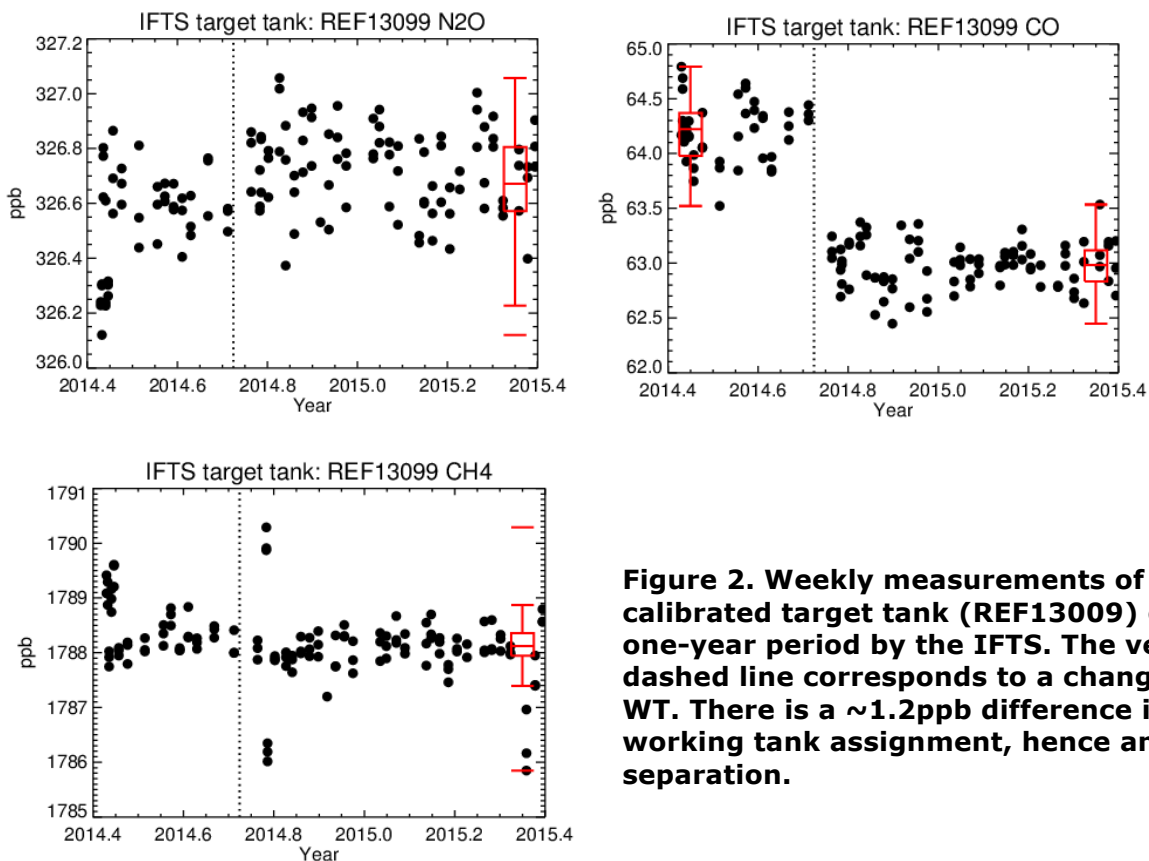 IFTS target tank: REF13099 N2O
327.2
327.0
326.8
326.6
326.4
326.2
326.0
ppb
2014.4 2014.6 2014.8 2015.0 2015.2 2015.4
Year
IFTS target tank: REF13099 CO
65.0
64.5
64.0
63.5
63.0
62.5
62.0
ppb
2014.4 2014.6 2014.8 2015.0 2015.2 2015.4
Year
IFTS target tank: REF13099 CH4
1791
1790
1789
1788
1787
1786
1785
ppb
2014.4 2014.6 2014.8 2015.0 2015.2 2015.4
Year
Figure 2. Weekly measurements of
calibrated target tank (REF13009)
one-year period by the IFTS. The
dashed line corresponds to a
WT. There is a ~1.2ppb difference
working tank assignment, hence
separation.